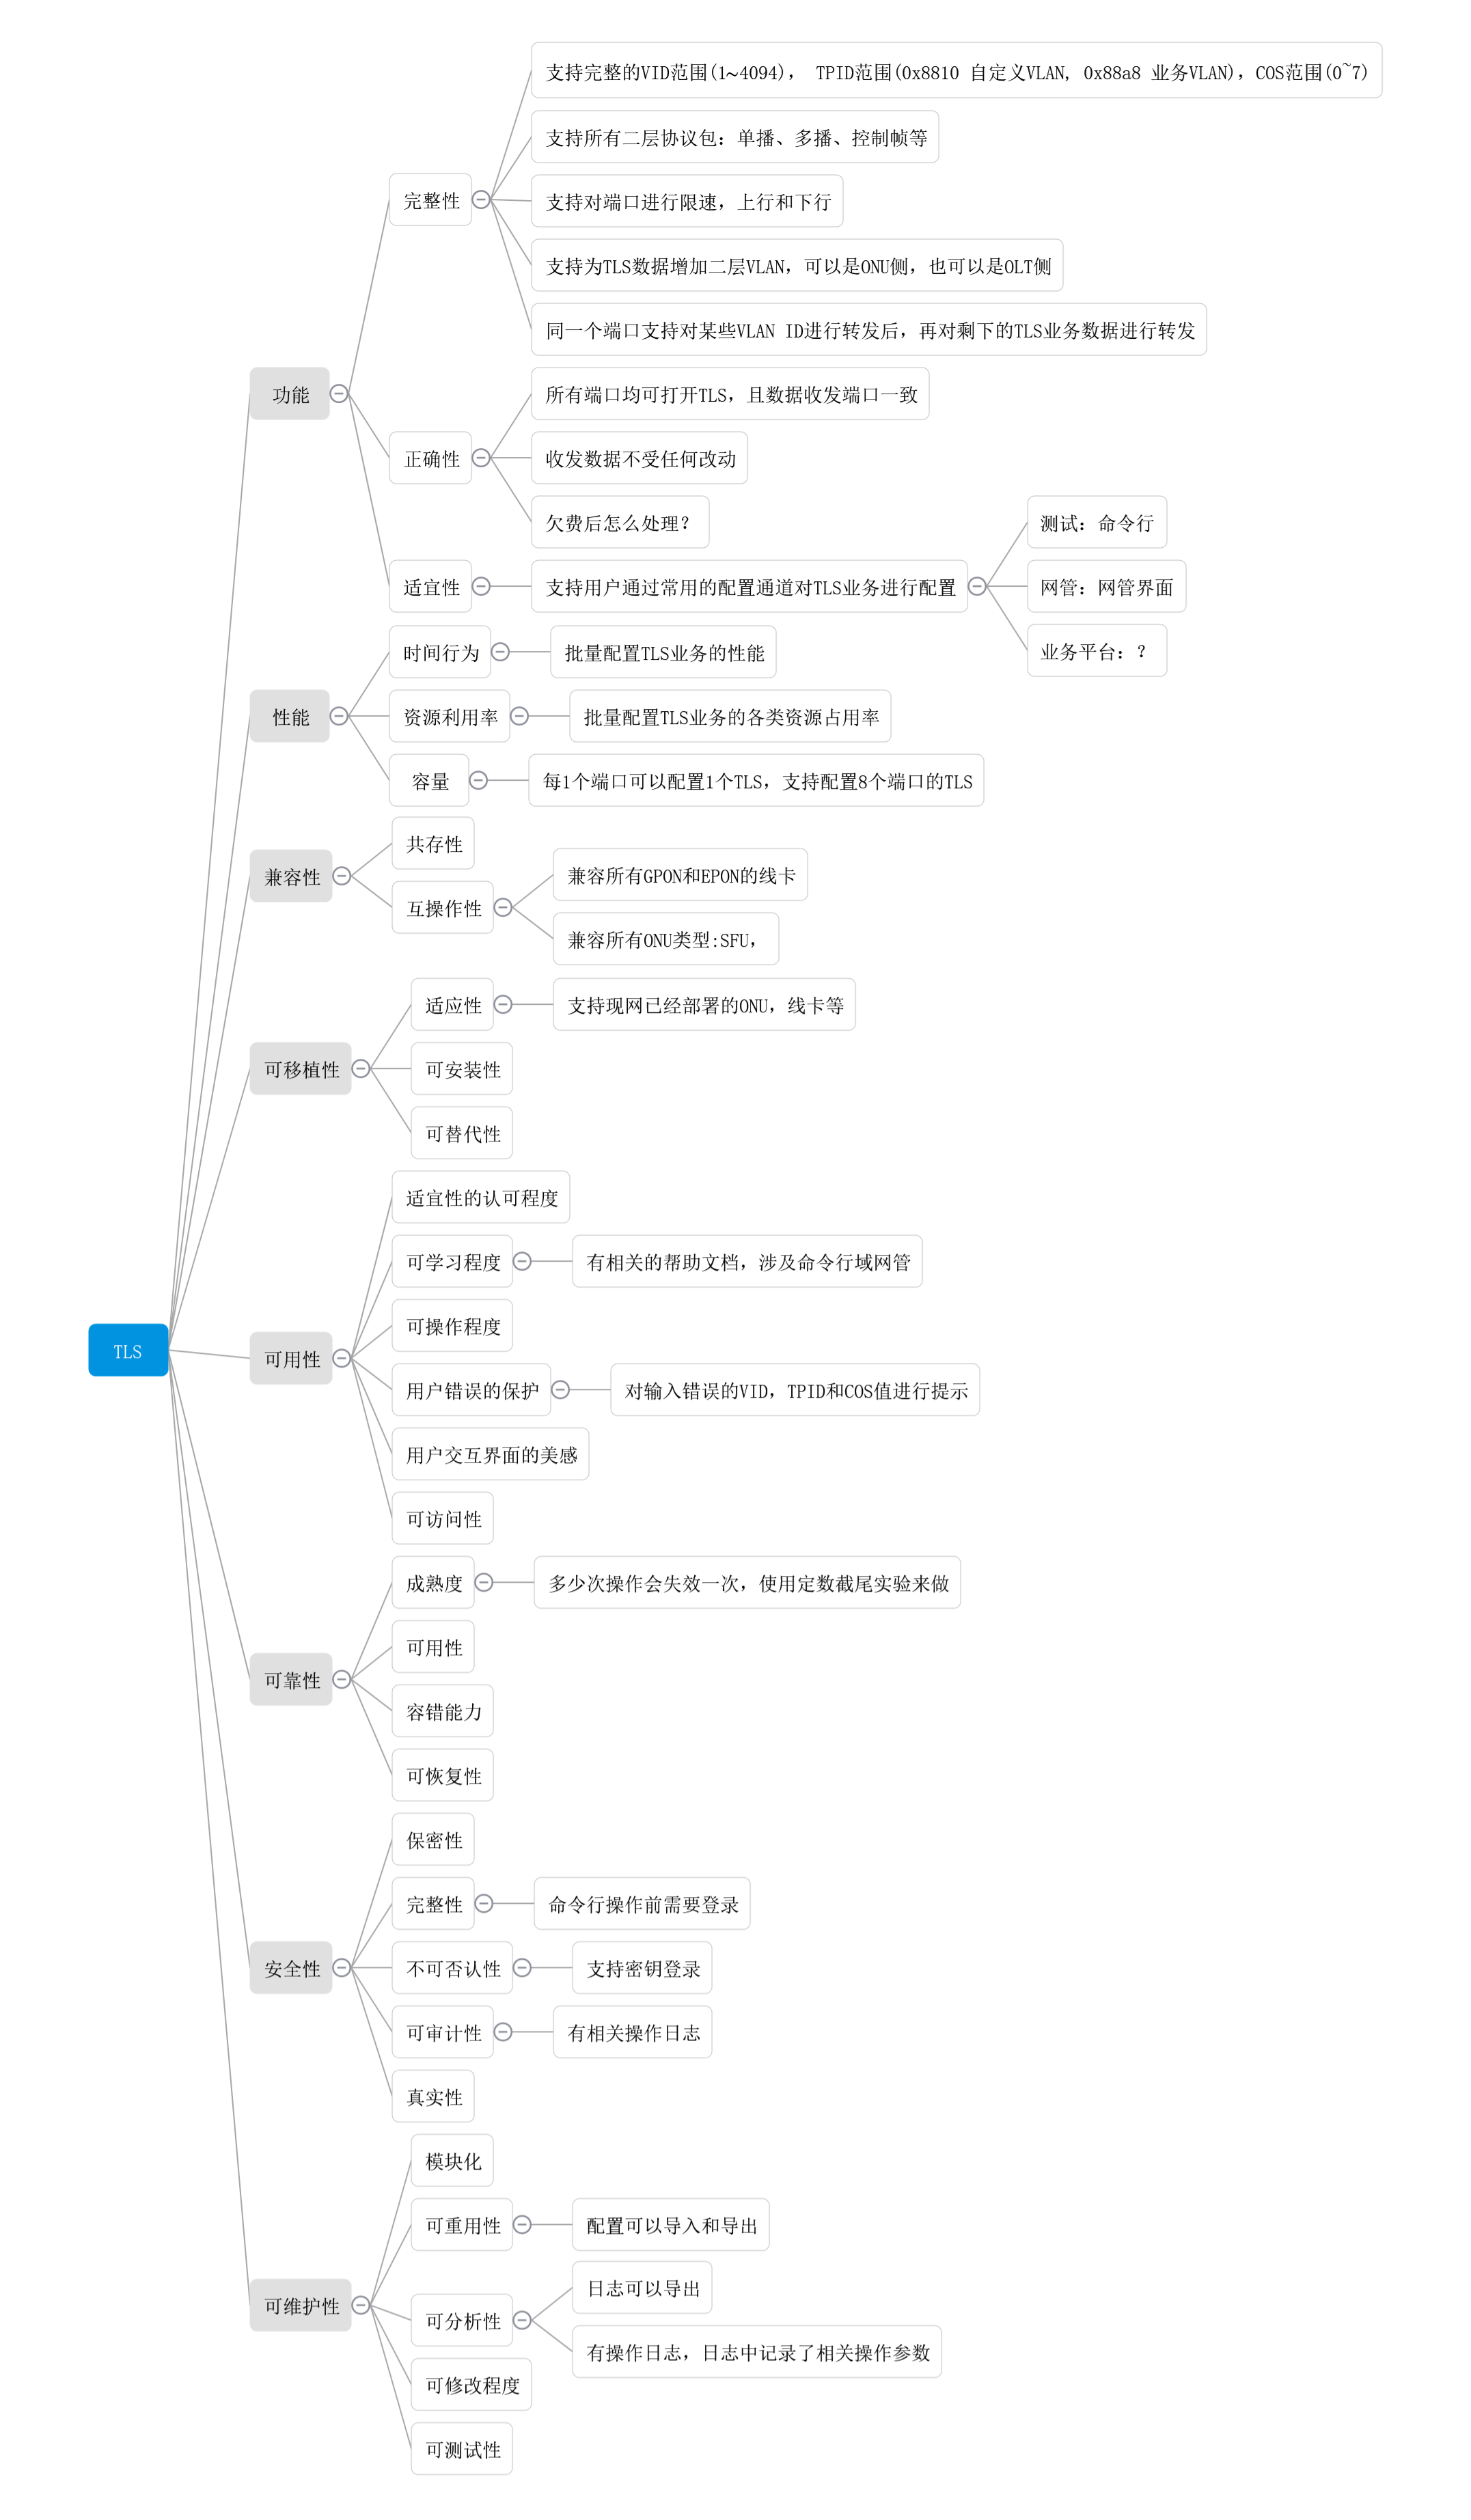 支持完整的VID范围(1~4094)， TPID范围(0x8810 自定义VLAN, 0x88a8 业务VLAN)，COS范围(0~7)
支持所有二层协议包：单播、多播、控制帧等
完整性
支持对端口进行限速，上行和下行
支持为TLS数据增加二层VLAN，可以是ONU侧，也可以是OLT侧
同一个端口支持对某些VLAN ID进行转发后，再对剩下的TLS业务数据进行转发
功能
所有端口均可打开TLS，且数据收发端口一致
正确性
收发数据不受任何改动
欠费后怎么处理？
适宜性
支持用户通过常用的配置通道对TLS业务进行配置
测试：命令行
网管：网管界面
业务平台：？
时间行为
批量配置TLS业务的性能
性能
资源利用率
批量配置TLS业务的各类资源占用率
容量
每1个端口可以配置1个TLS，支持配置8个端口的TLS
兼容性
共存性
互操作性
兼容所有GPON和EPON的线卡
兼容所有ONU类型:SFU，
可移植性
适应性
支持现网已经部署的ONU，线卡等
可安装性
可替代性
TLS
可用性
适宜性的认可程度
可学习程度
有相关的帮助文档，涉及命令行域网管
可操作程度
用户错误的保护
对输入错误的VID，TPID和COS值进行提示
用户交互界面的美感
可访问性
可靠性
成熟度
多少次操作会失效一次，使用定数截尾实验来做
可用性
容错能力
可恢复性
安全性
保密性
完整性
命令行操作前需要登录
不可否认性
支持密钥登录
可审计性
有相关操作日志
真实性
可维护性
模块化
可重用性
配置可以导入和导出
可分析性
日志可以导出
有操作日志，日志中记录了相关操作参数
可修改程度
可测试性